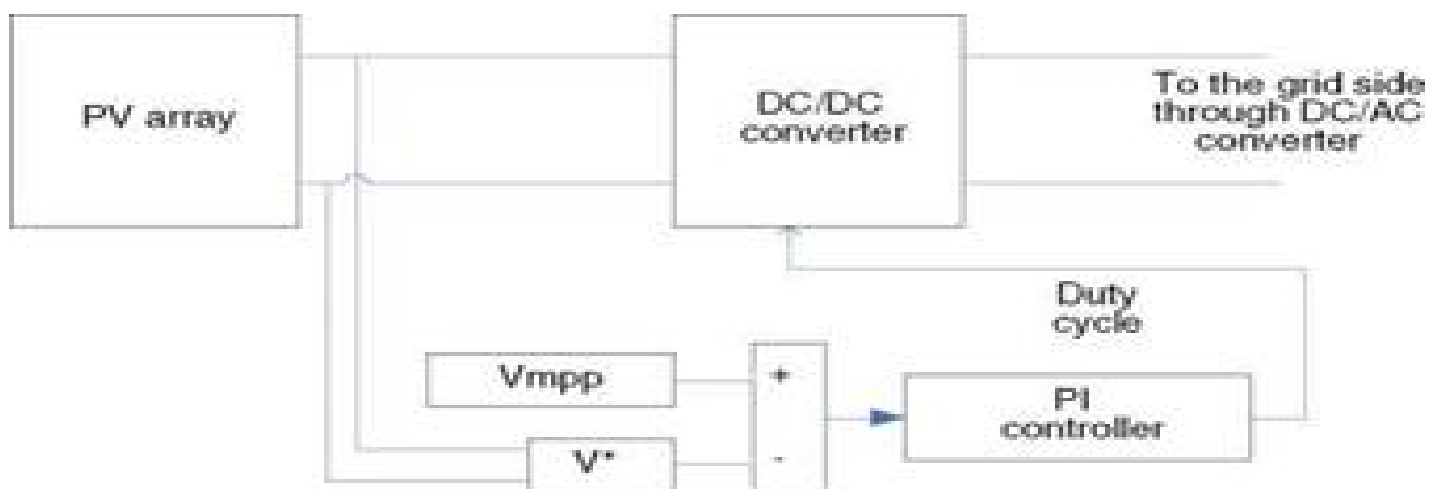 PV array
DC/DC
converter
To the grid side
through DC/AC
converter
Duty
cycle
Vmpp
+
PI
controller
V*
-